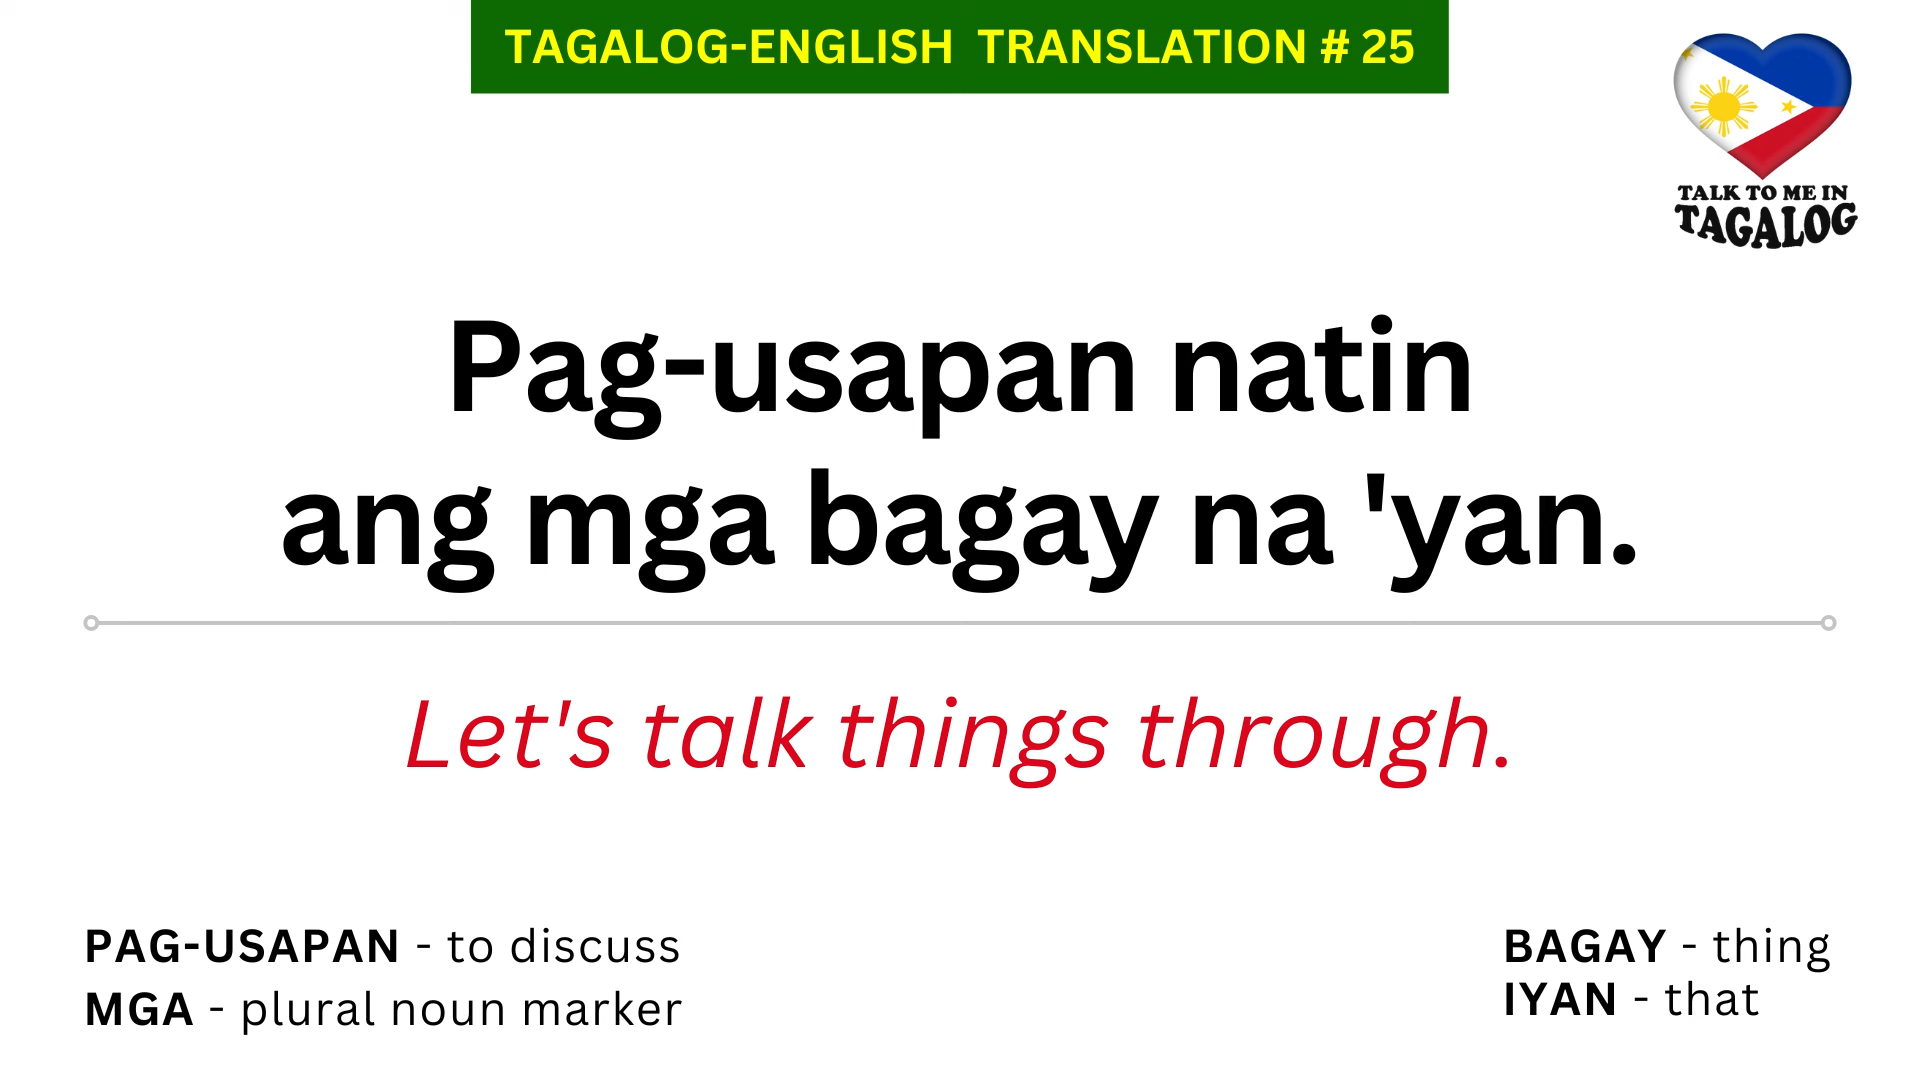 TAGALOG-ENGLISH TRANSLATION # 25
TALK TO ME IN
TAGALOG
Pag-usapan natin
ang mga bagay na 'yan.
Let's talk things through.
PAG-USAPAN - to discuss
MGA - plural noun marker
BAGAY - thing
IYAN - that